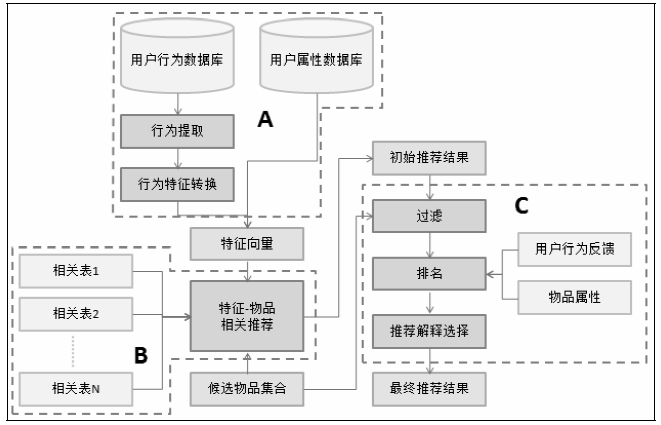 用户行为数据库
用户属性数据库
A
行为提取
行为特征转换
初始推荐结果
C
过滤
特征向量
用户行为反馈
相关表1
排名
特征-物品
相关推荐
物品属性
相关表2
B
推荐解释选择
相关表N
候选物品集合
最终推荐结果